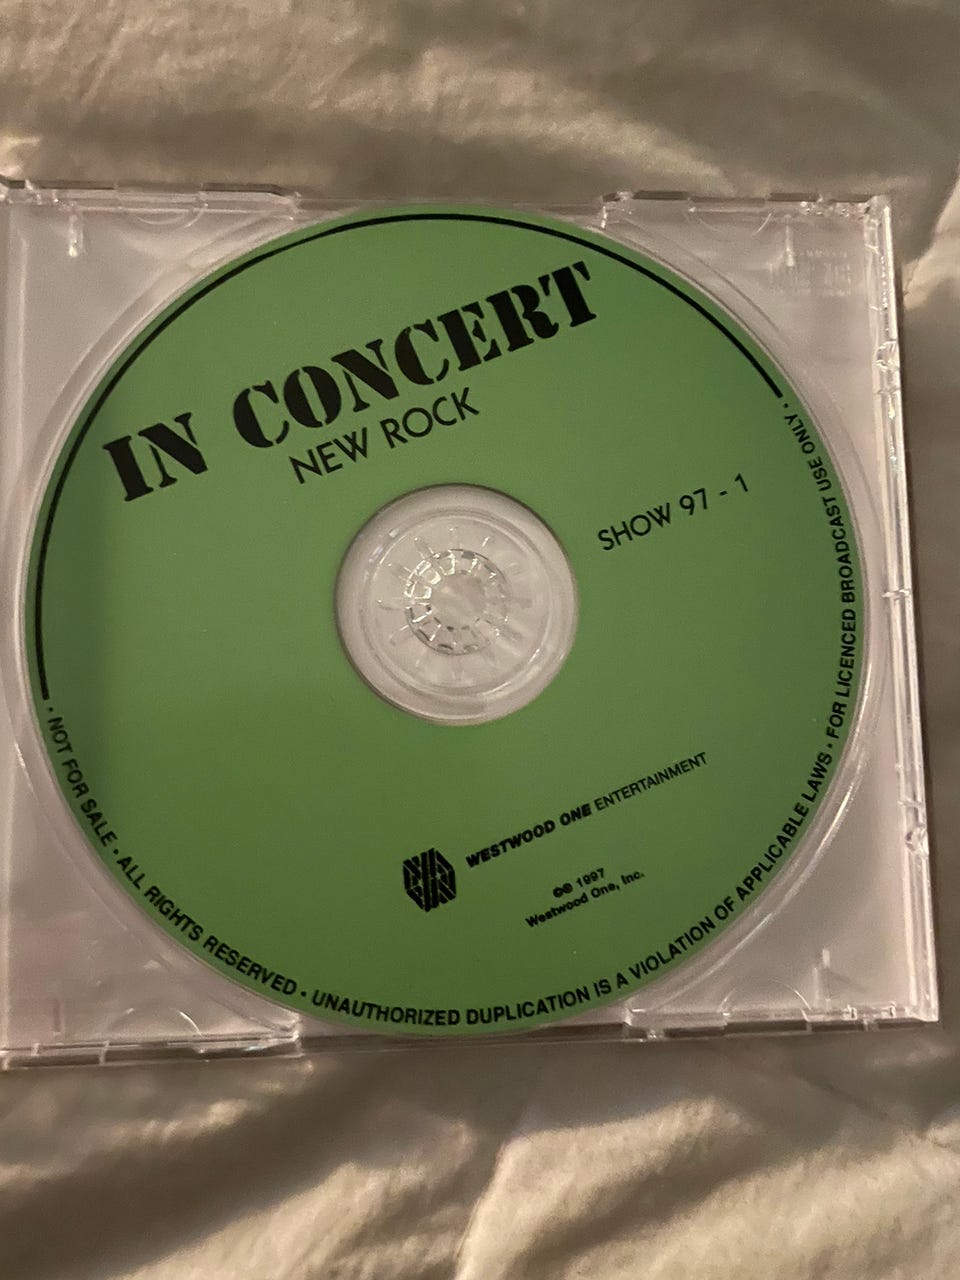 IN CONCERT
NEW ROCK
SHOW 97 - 1
WESTWOOD ONE ENTERTAINMENT
©℗ 1997
Westwood One, Inc.
• NOT FOR SALE • ALL RIGHTS RESERVED • UNAUTHORIZED DUPLICATION IS A VIOLATION OF APPLICABLE LAWS • FOR LICENCED BROADCAST USE ONLY •